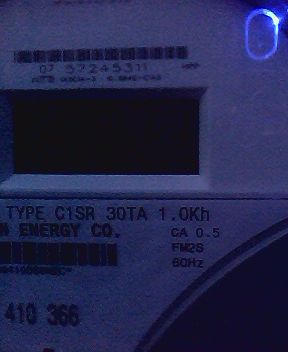 07 57245311
TYPE C1SR 30TA 1.0Kh
N ENERGY CO.
CA 0.5
FM2S
60Hz
410 366